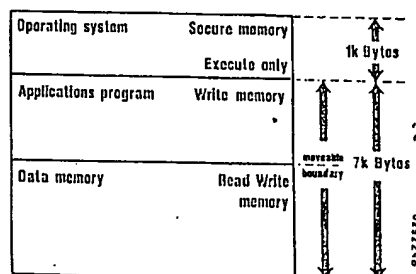 Operating system Secure memory
1k Bytes
Execute only
Applications program Write memory
moveable 7k Bytes
boundary
Data memory Read Write
memory